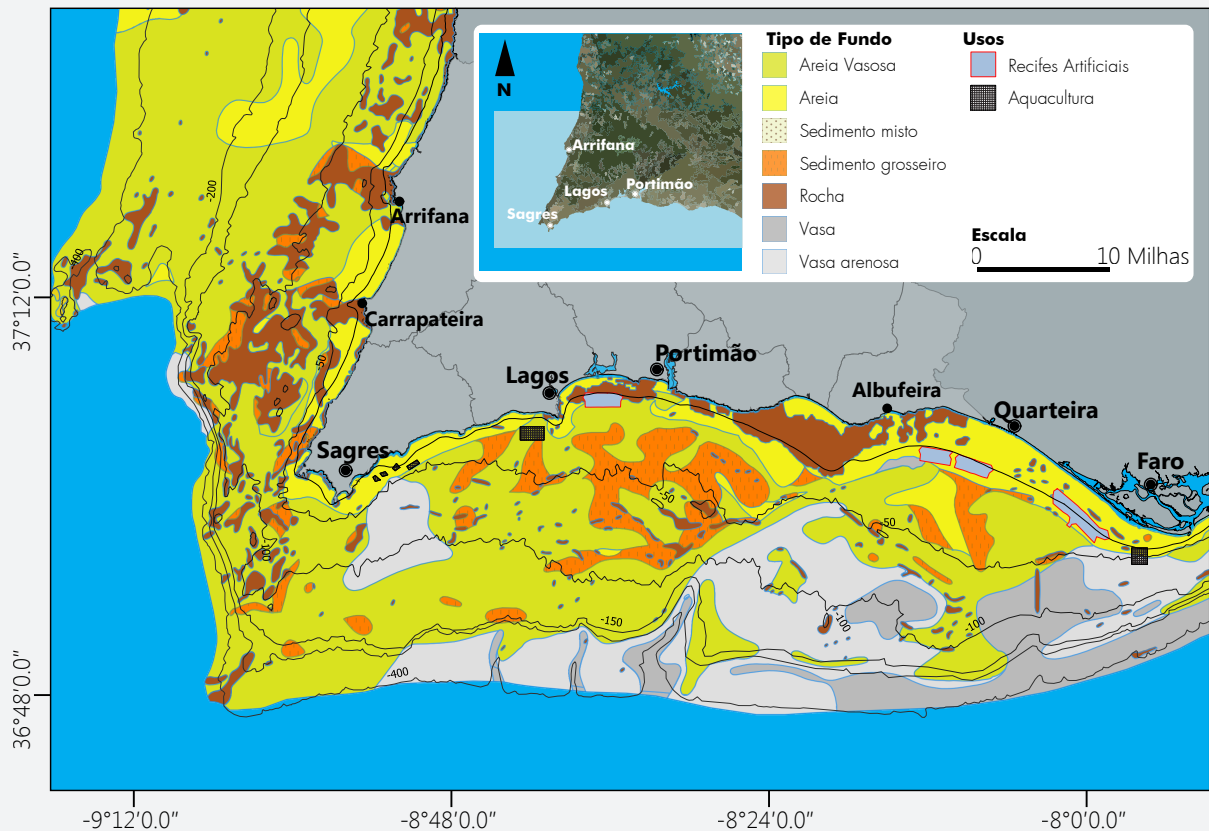 Tipo de Fundo
Areia Vasosa
Areia
Sedimento misto
Sedimento grosseiro
Rocha
Vasa
Vasa arenosa
Usos
Recifes Artificiais
Aquacultura
Escala
0 10 Milhas
N
Arrifana
Lagos
Portimão
Sagres
-200
-400
Arrifana
Carrapateira
-50
Portimão
Lagos
Albufeira
Quarteira
Sagres
Faro
-50
-50
-100
-100
-100
-150
-400
37°12'0.0"
36°48'0.0"
-9°12'0.0"
-8°48'0.0"
-8°24'0.0"
-8°0'0.0"